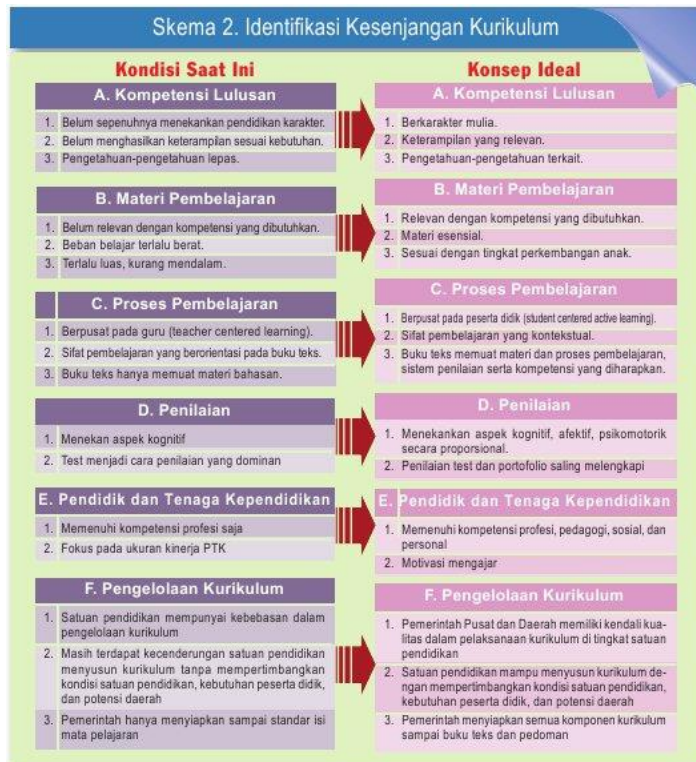 Skema 2. Identifikasi Kesenjangan Kurikulum
Kondisi Saat Ini
A. Kompetensi Lulusan
1. Belum sepenuhnya menekankan pendidikan karakter.
2. Belum menghasilkan keterampilan sesuai kebutuhan.
3. Pengetahuan-pengetahuan lepas.
B. Materi Pembelajaran
1. Belum relevan dengan kompetensi yang dibutuhkan.
2. Beban belajar terlalu berat.
3. Terlalu luas, kurang mendalam.
C. Proses Pembelajaran
1. Berpusat pada guru (teacher centered learning).
2. Sifat pembelajaran yang berorientasi pada buku teks.
3. Buku teks hanya memuat materi bahasan.
D. Penilaian
1. Menekan aspek kognitif
2. Test menjadi cara penilaian yang dominan
E. Pendidik dan Tenaga Kependidikan
1. Memenuhi kompetensi profesi saja
2. Fokus pada ukuran kinerja PTK
F. Pengelolaan Kurikulum
1. Satuan pendidikan mempunyai kebebasan dalam
pengelolaan kurikulum
2. Masih terdapat kecenderungan satuan pendidikan
menyusun kurikulum tanpa mempertimbangkan
kondisi satuan pendidikan, kebutuhan peserta didik,
dan potensi daerah
3. Pemerintah hanya menyiapkan sampai standar isi
mata pelajaran
Konsep Ideal
A. Kompetensi Lulusan
1. Berkarakter mulia.
2. Keterampilan yang relevan.
3. Pengetahuan-pengetahuan terkait.
B. Materi Pembelajaran
1. Relevan dengan kompetensi yang dibutuhkan.
2. Materi esensial.
3. Sesuai dengan tingkat perkembangan anak.
C. Proses Pembelajaran
1. Berpusat pada peserta didik (student centered active learning).
2. Sifat pembelajaran yang kontekstual.
3. Buku teks memuat materi dan proses pembelajaran,
sistem penilaian serta kompetensi yang diharapkan.
D. Penilaian
1. Menekankan aspek kognitif, afektif, psikomotorik
secara proporsional.
2. Penilaian test dan portofolio saling melengkapi
E. Pendidik dan Tenaga Kependidikan
1. Memenuhi kompetensi profesi, pedagogi, sosial, dan
personal
2. Motivasi mengajar
F. Pengelolaan Kurikulum
1. Pemerintah Pusat dan Daerah memiliki kendali kua-
litas dalam pelaksanaan kurikulum di tingkat satuan
pendidikan
2. Satuan pendidikan mampu menyusun kurikulum de-
ngan mempertimbangkan kondisi satuan pendidikan,
kebutuhan peserta didik, dan potensi daerah
3. Pemerintah menyiapkan semua komponen kurikulum
sampai buku teks dan pedoman